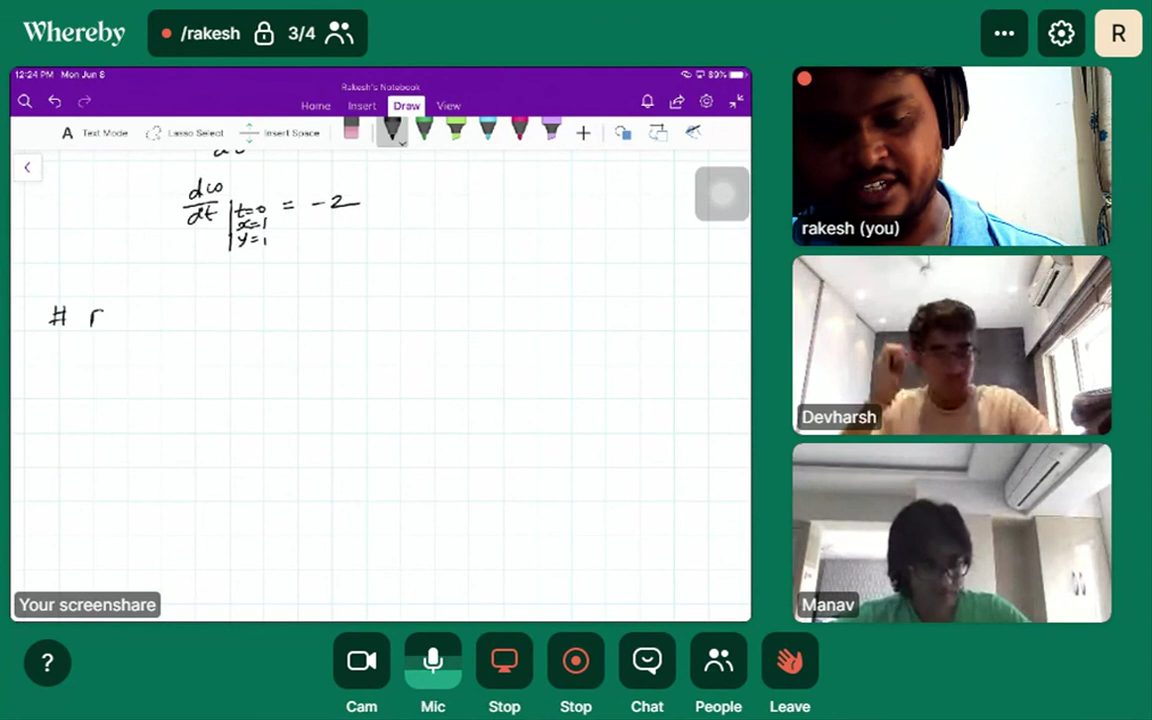 Whereby
/rakesh 3/4
R
12:24 PM Mon Jun 8
89%
Rakesh's Notebook
Home Insert Draw View
A Text Mode Lasso Select Insert Space
dω
dt | t=0 = -2
x=1
y=1
# r
rakesh (you)
Devharsh
Manav
Your screenshare
?
Cam Mic Stop Stop Chat People Leave